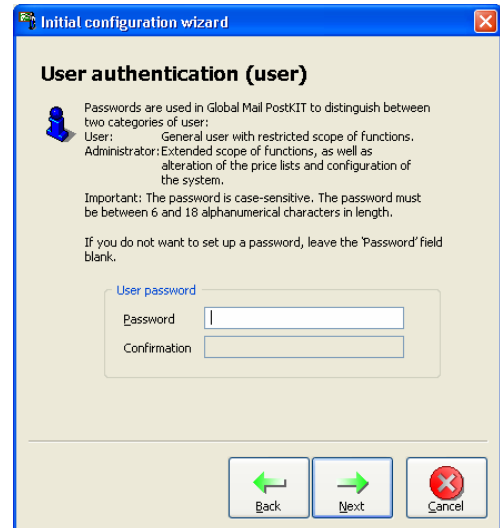 Initial configuration wizard
User authentication (user)
Passwords are used in Global Mail PostKIT to distinguish between
two categories of user:
User: General user with restricted scope of functions.
Administrator: Extended scope of functions, as well as
alteration of the price lists and configuration of
the system.
Important: The password is case-sensitive. The password must
be between 6 and 18 alphanumerical characters in length.
If you do not want to set up a password, leave the 'Password' field
blank.
User password
Password
Confirmation
Back Next Cancel